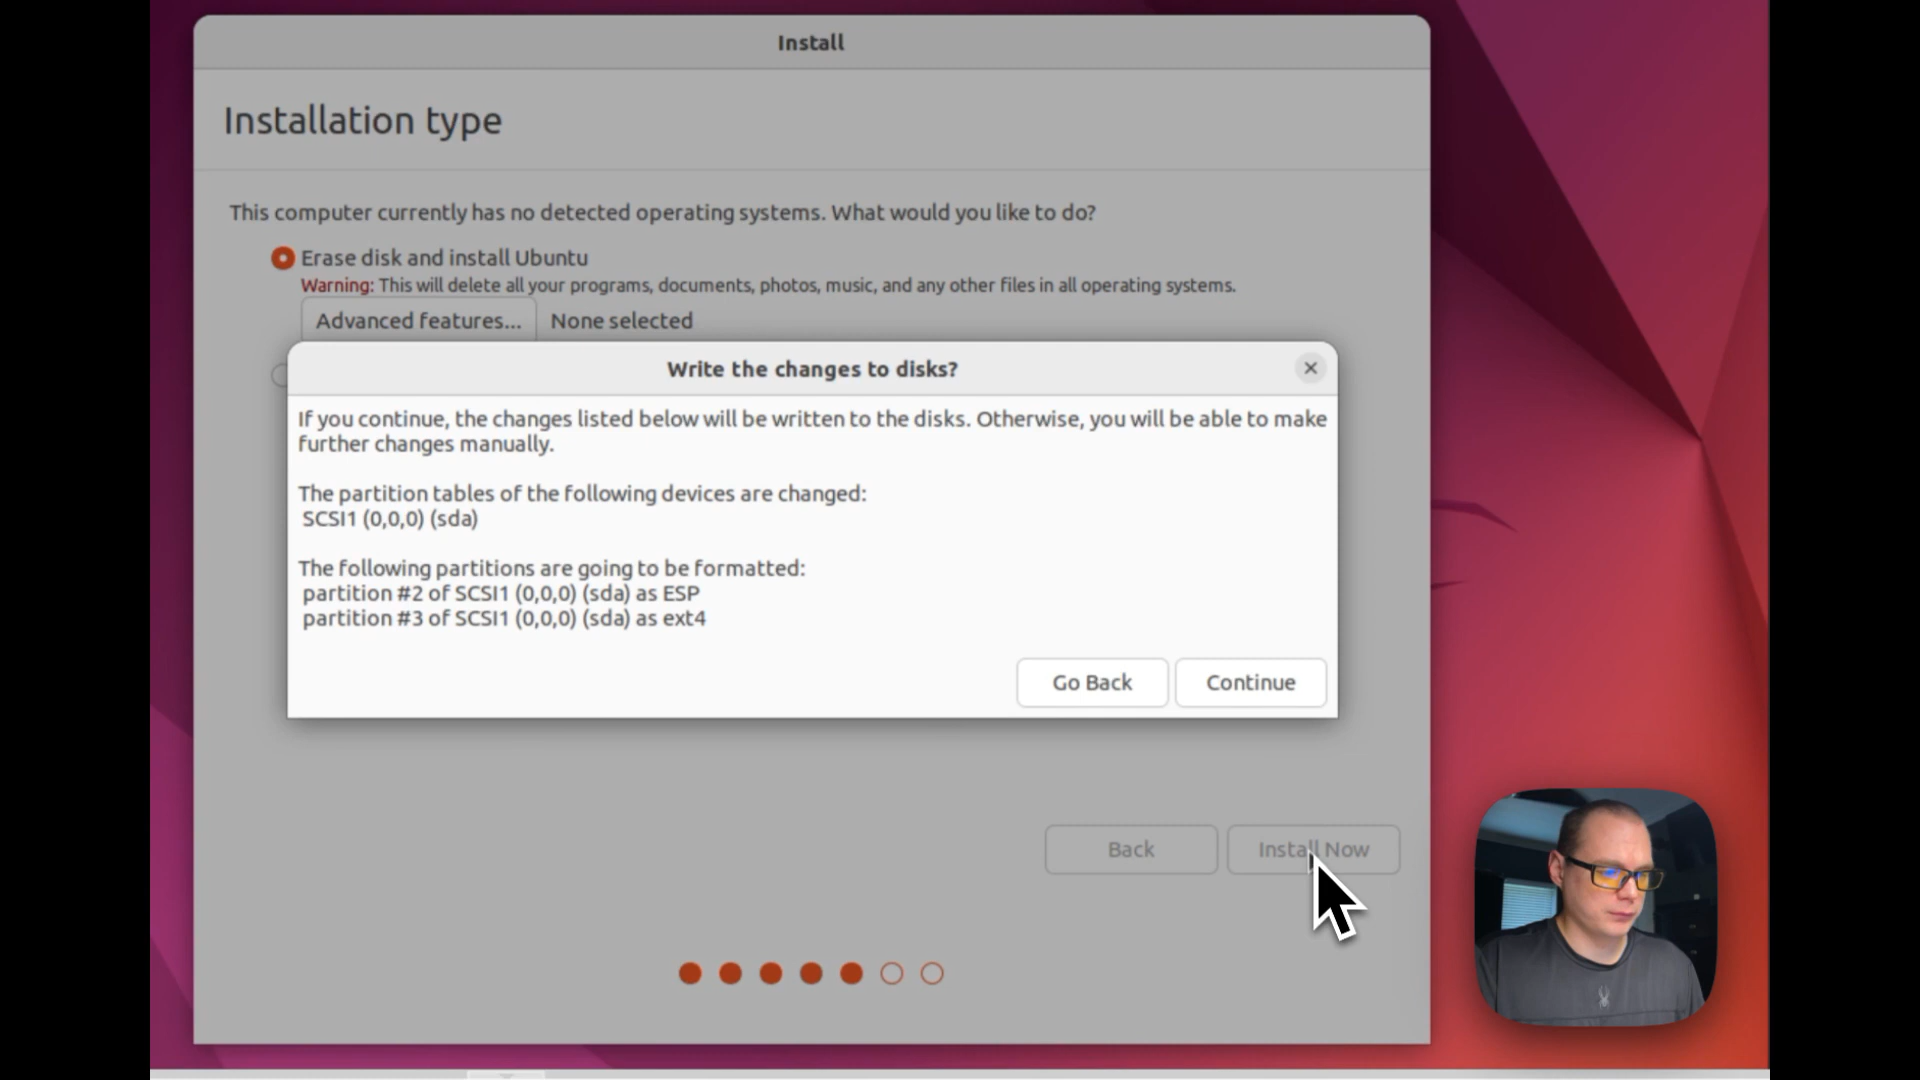 Install
Installation type
This computer currently has no detected operating systems. What would you like to do?
Erase disk and install Ubuntu
Warning: This will delete all your programs, documents, photos, music, and any other files in all operating systems.
Advanced features... None selected
Write the changes to disks?
If you continue, the changes listed below will be written to the disks. Otherwise, you will be able to make
further changes manually.
The partition tables of the following devices are changed:
SCSI1 (0,0,0) (sda)
The following partitions are going to be formatted:
partition #2 of SCSI1 (0,0,0) (sda) as ESP
partition #3 of SCSI1 (0,0,0) (sda) as ext4
Go Back Continue
Back Install Now